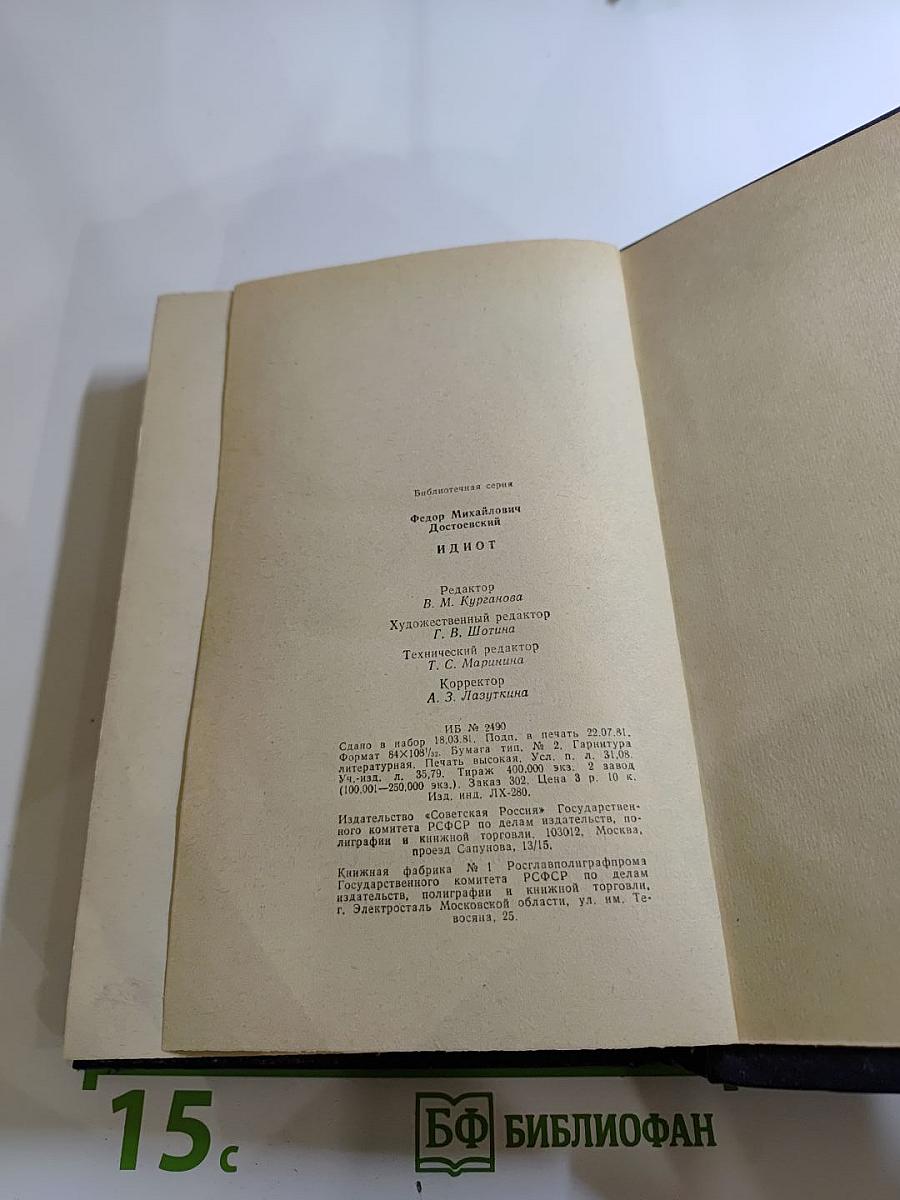 Библиотечная серия
Федор Михайлович
Достоевский
ИДИОТ
Редактор
В. М. Курганова
Художественный редактор
Г. В. Шотина
Технический редактор
Т. С. Маринина
Корректор
А. З. Лазуткина
ИБ № 2490
Сдано в набор 18.03.81. Подп. в печать 22.07.81.
Формат 84×108¹/₃₂. Бумага тип. № 2. Гарнитура
литературная. Печать высокая. Усл. п. л. 31,08.
Уч.-изд. л. 35,79. Тираж 400.000 экз. 2 завод
(100.001—250.000 экз.). Заказ 302. Цена 3 р. 10 к.
Изд. инд. ЛХ-280.
Издательство «Советская Россия» Государствен-
ного комитета РСФСР по делам издательств, по-
лиграфии и книжной торговли. 103012, Москва,
проезд Сапунова, 13/15.
Книжная фабрика № 1 Росглавполиграфпрома
Государственного комитета РСФСР по делам
издательств, полиграфии и книжной торговли,
г. Электросталь Московской области, ул. им. Те-
восяна, 25.
15 с
БФ БИБЛИОФАН